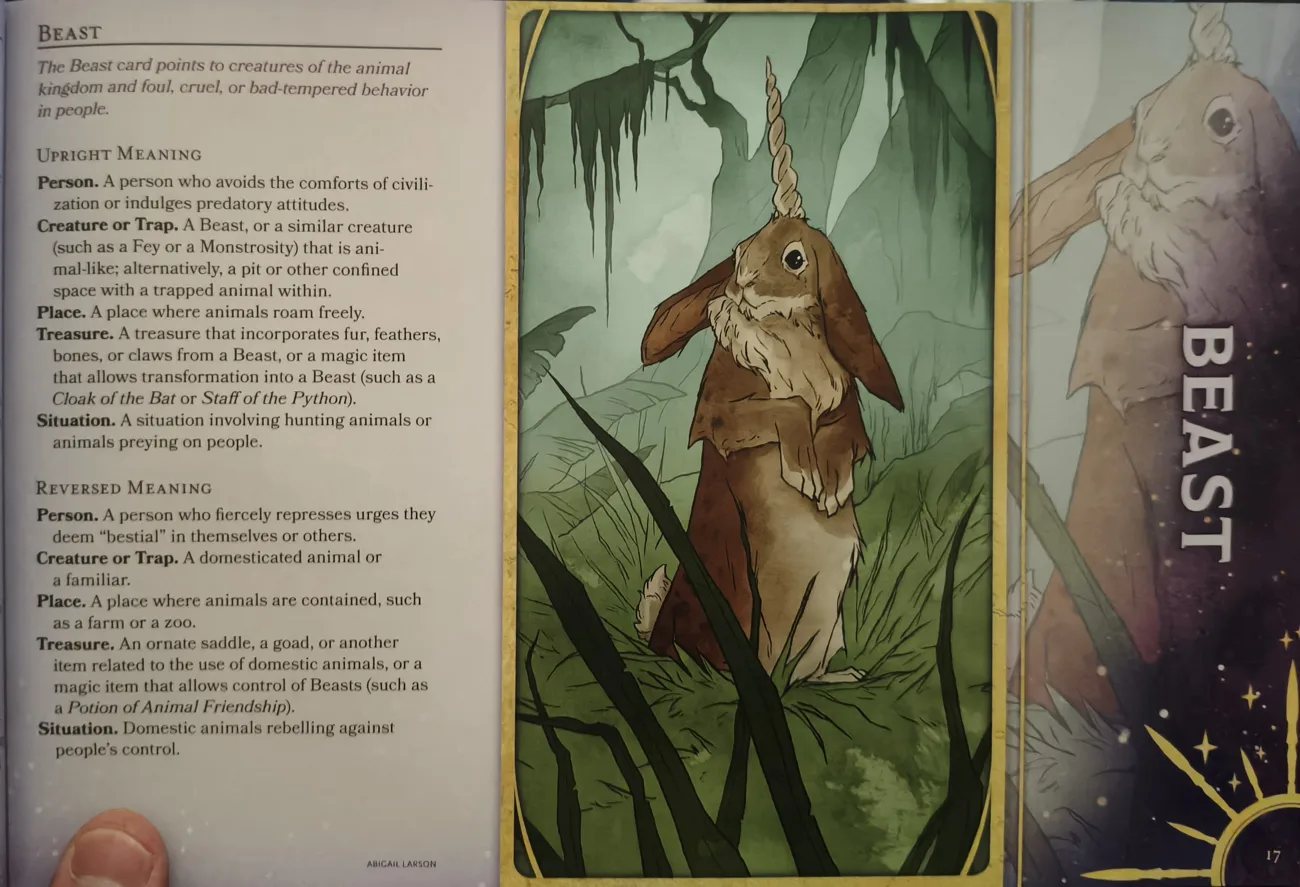 BEAST
The Beast card points to creatures of the animal
kingdom and foul, cruel, or bad-tempered behavior
in people.
UPRIGHT MEANING
Person. A person who avoids the comforts of civili-
zation or indulges predatory attitudes.
Creature or Trap. A Beast, or a similar creature
(such as a Fey or a Monstrosity) that is ani-
mal-like; alternatively, a pit or other confined
space with a trapped animal within.
Place. A place where animals roam freely.
Treasure. A treasure that incorporates fur, feathers,
bones, or claws from a Beast, or a magic item
that allows transformation into a Beast (such as a
Cloak of the Bat or Staff of the Python).
Situation. A situation involving hunting animals or
animals preying on people.
REVERSED MEANING
Person. A person who fiercely represses urges they
deem “bestial” in themselves or others.
Creature or Trap. A domesticated animal or
a familiar.
Place. A place where animals are contained, such
as a farm or a zoo.
Treasure. An ornate saddle, a goad, or another
item related to the use of domestic animals, or a
magic item that allows control of Beasts (such as
a Potion of Animal Friendship).
Situation. Domestic animals rebelling against
people’s control.
ABIGAIL LARSON
BEAST
17